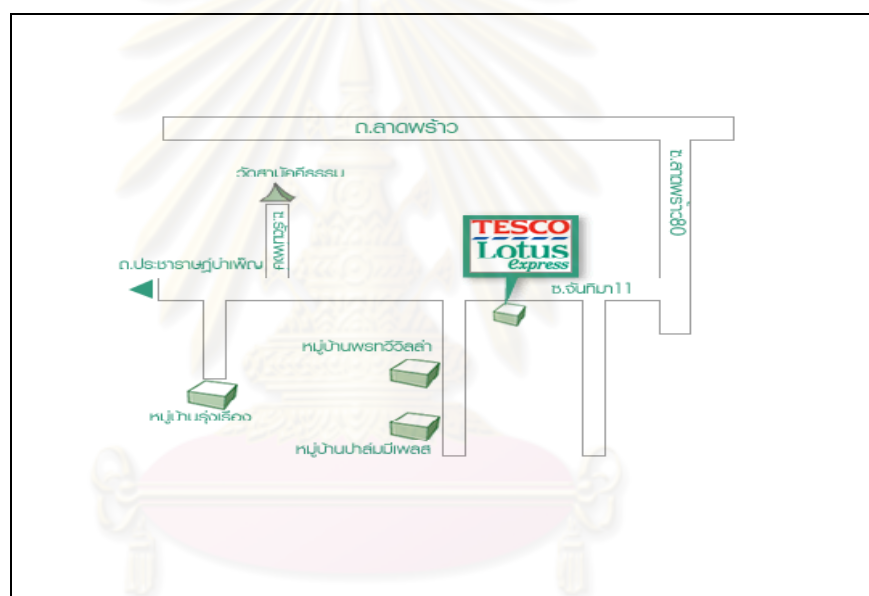 ถ.ลาดพร้าว
ซ.ลาดพร้าว80
วัดสามัคคีธรรม
TESCO
Lotus
express
ถ.ประชาราษฎร์บำเพ็ญ
ซ.จันทิมา11
หมู่บ้านพรทวีวิลล่า
หมู่บ้านรุ่งเรือง
หมู่บ้านปาล์มมีเพลส